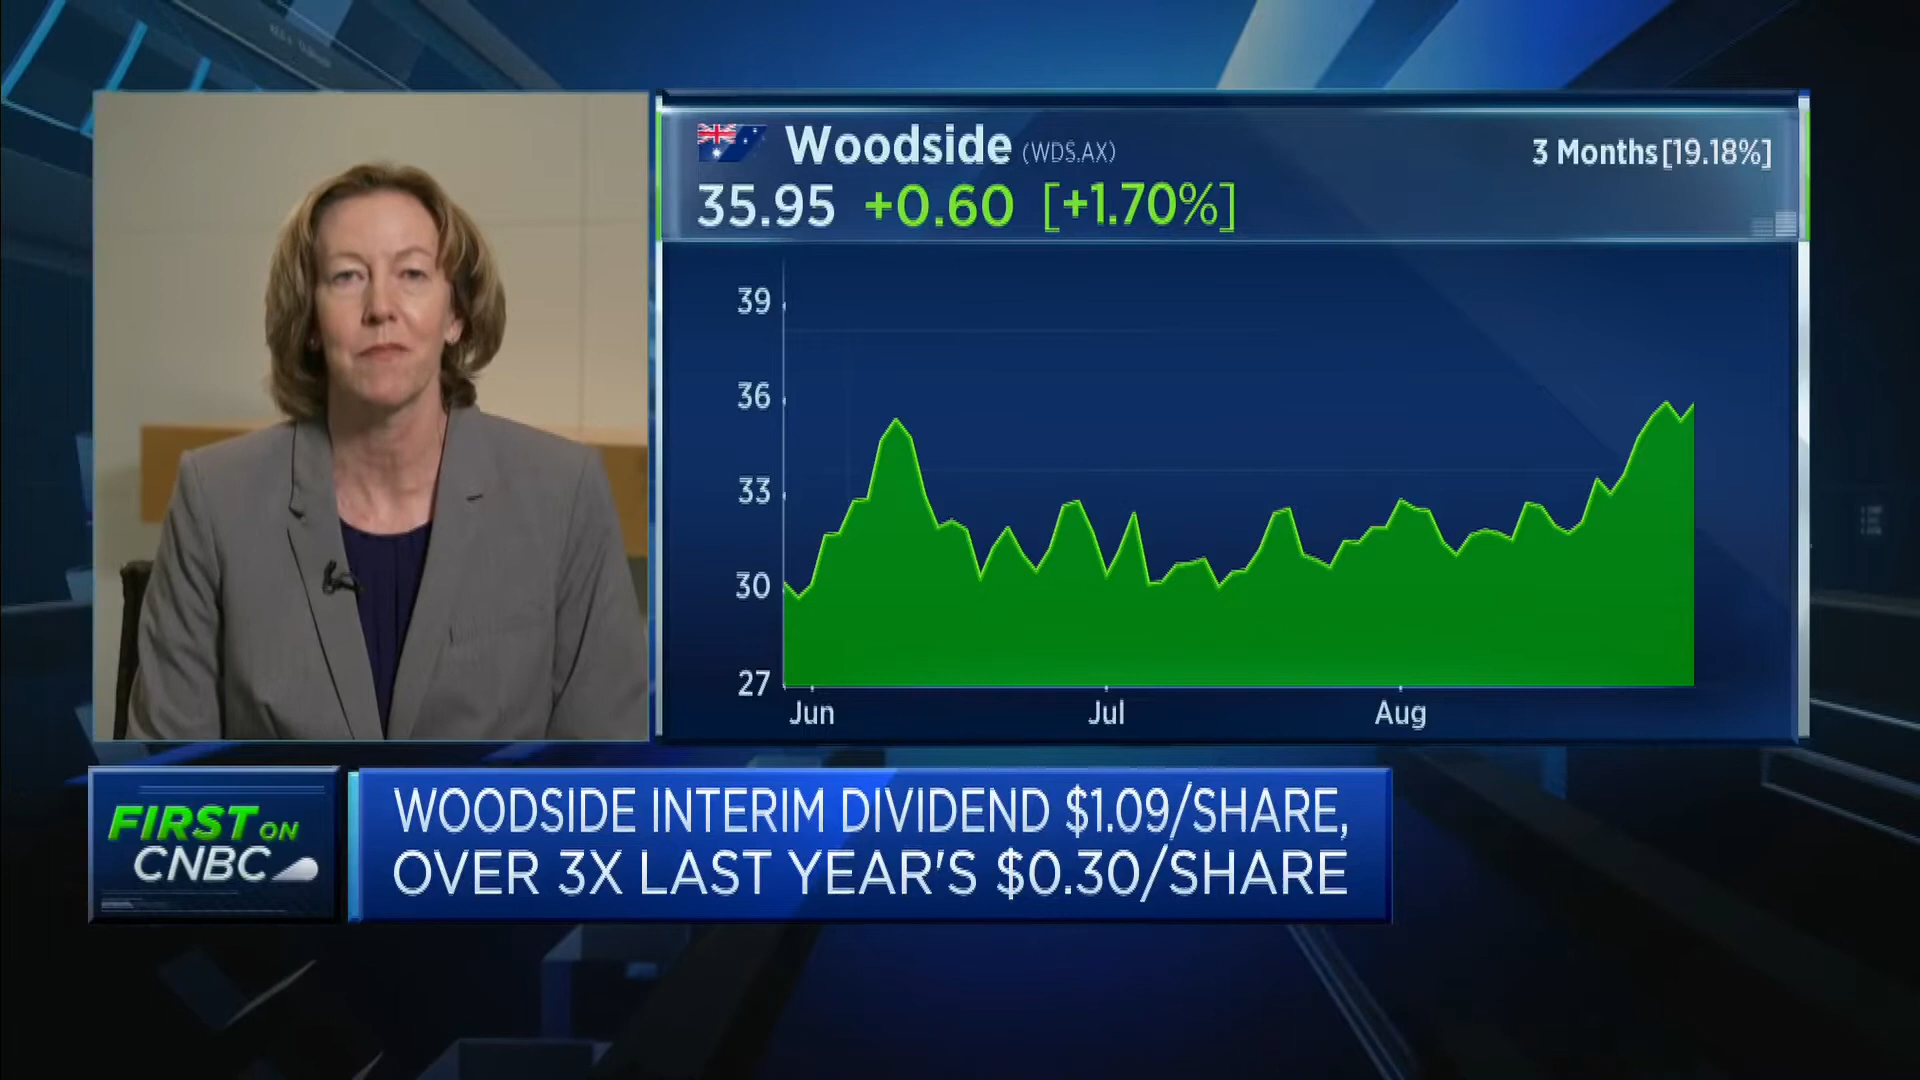 Woodside (WDS.AX)
3 Months [19.18%]
35.95 +0.60 [+1.70%]
39
36
33
30
27
Jun Jul Aug
FIRST ON
CNBC
WOODSIDE INTERIM DIVIDEND $1.09/SHARE,
OVER 3X LAST YEAR'S $0.30/SHARE